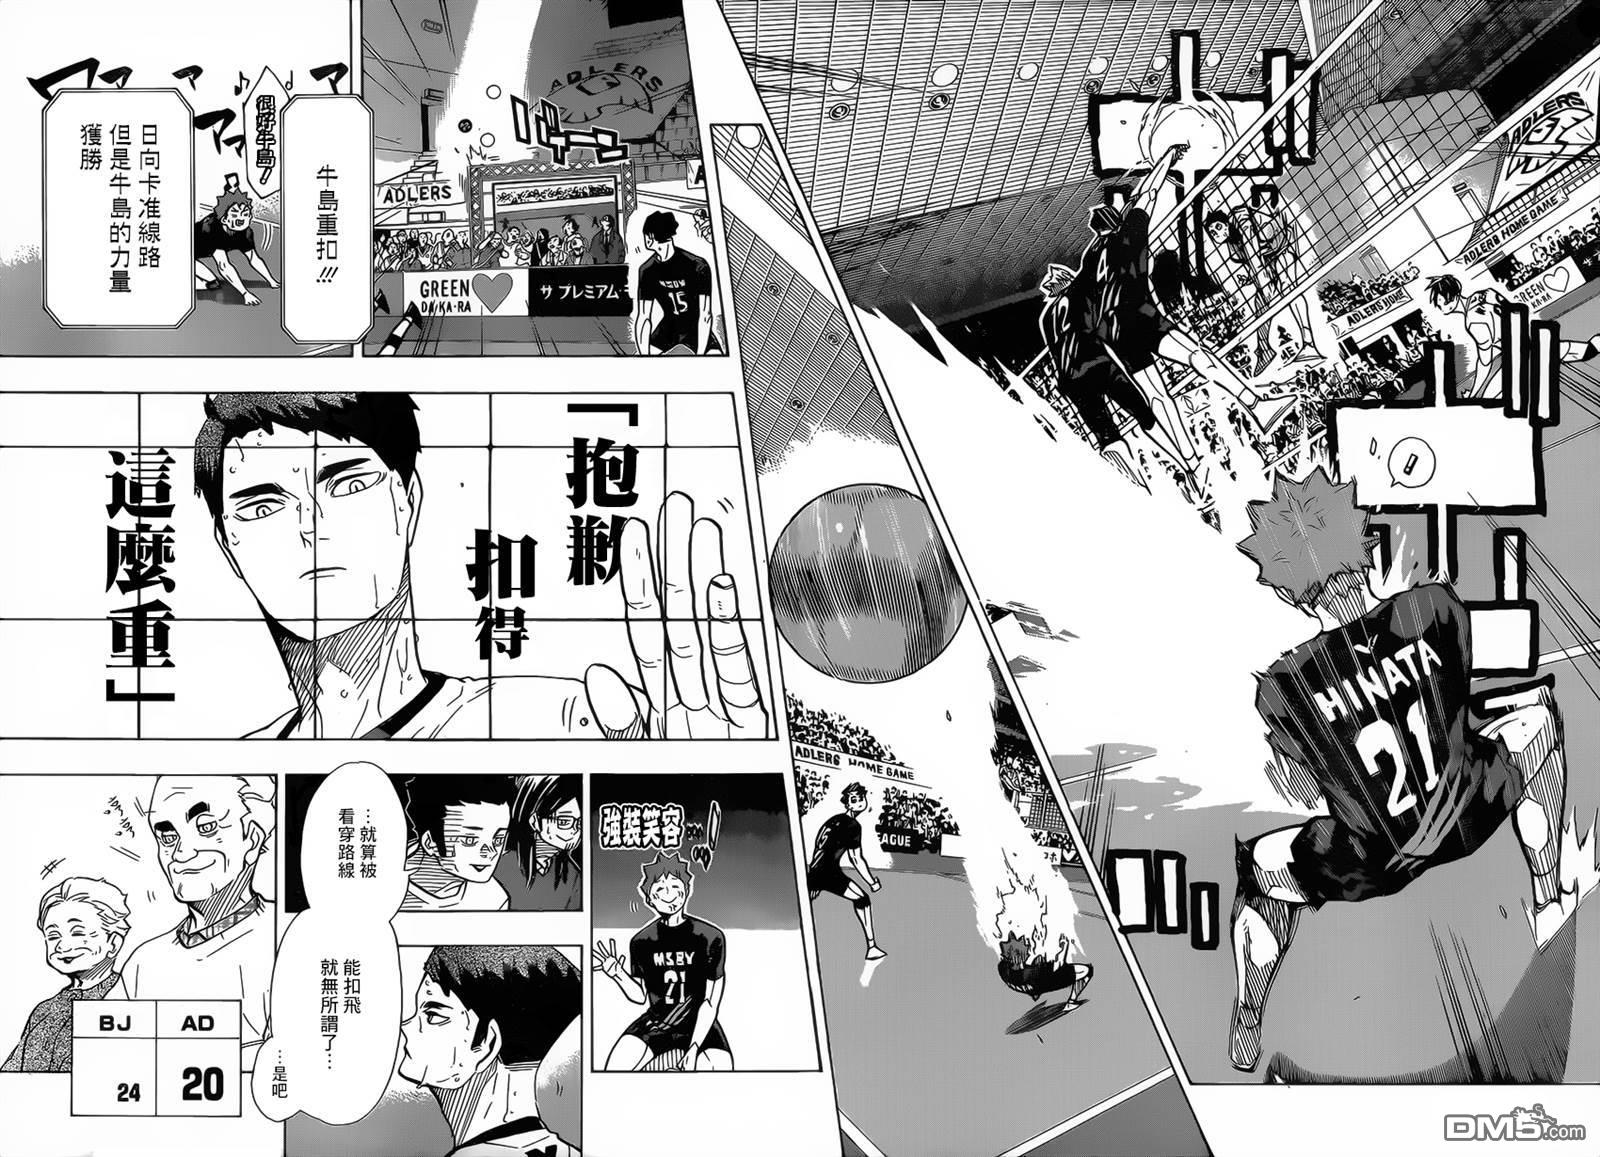 ADLERS
ADLERS HOME GAME
ADLERS HOME
GREEN
KA·RA
HINATA
21
ADLERS HOME GAME
EAGUE
ADLERS
ADLERS
GREEN
DA·KA·RA
サ プレミアム・モ
15
牛島重扣!!!
很好牛島!
日向卡准線路
但是牛島的力量
獲勝
「抱歉
扣得
這麼重」
強裝笑容
MSBY
21
…就算被
看穿路線
能扣飛
就無所謂了…
…是吧
BJ AD
24 20
DM5.com